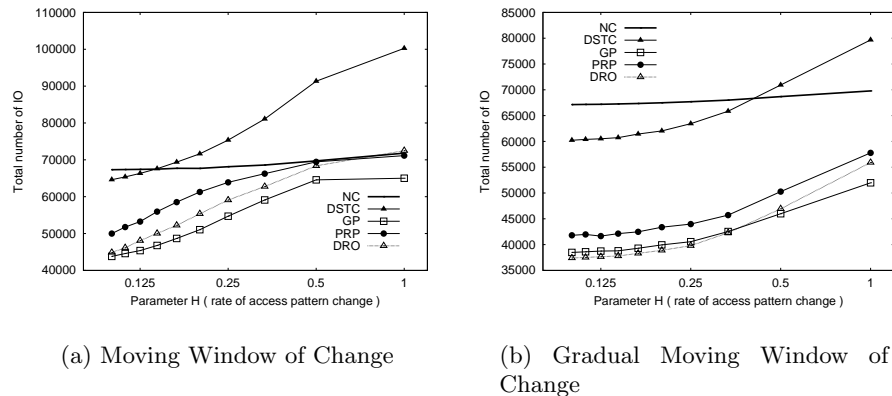 110000
100000
90000
80000
70000
60000
50000
40000
Total number of IO
0.125
0.25
0.5
1
Parameter H ( rate of access pattern change )
NC
DSTC
GP
PRP
DRO
(a) Moving Window of Change
85000
80000
75000
70000
65000
60000
55000
50000
45000
40000
35000
Total number of IO
0.125
0.25
0.5
1
Parameter H ( rate of access pattern change )
NC
DSTC
GP
PRP
DRO
(b) Gradual Moving Window of
Change